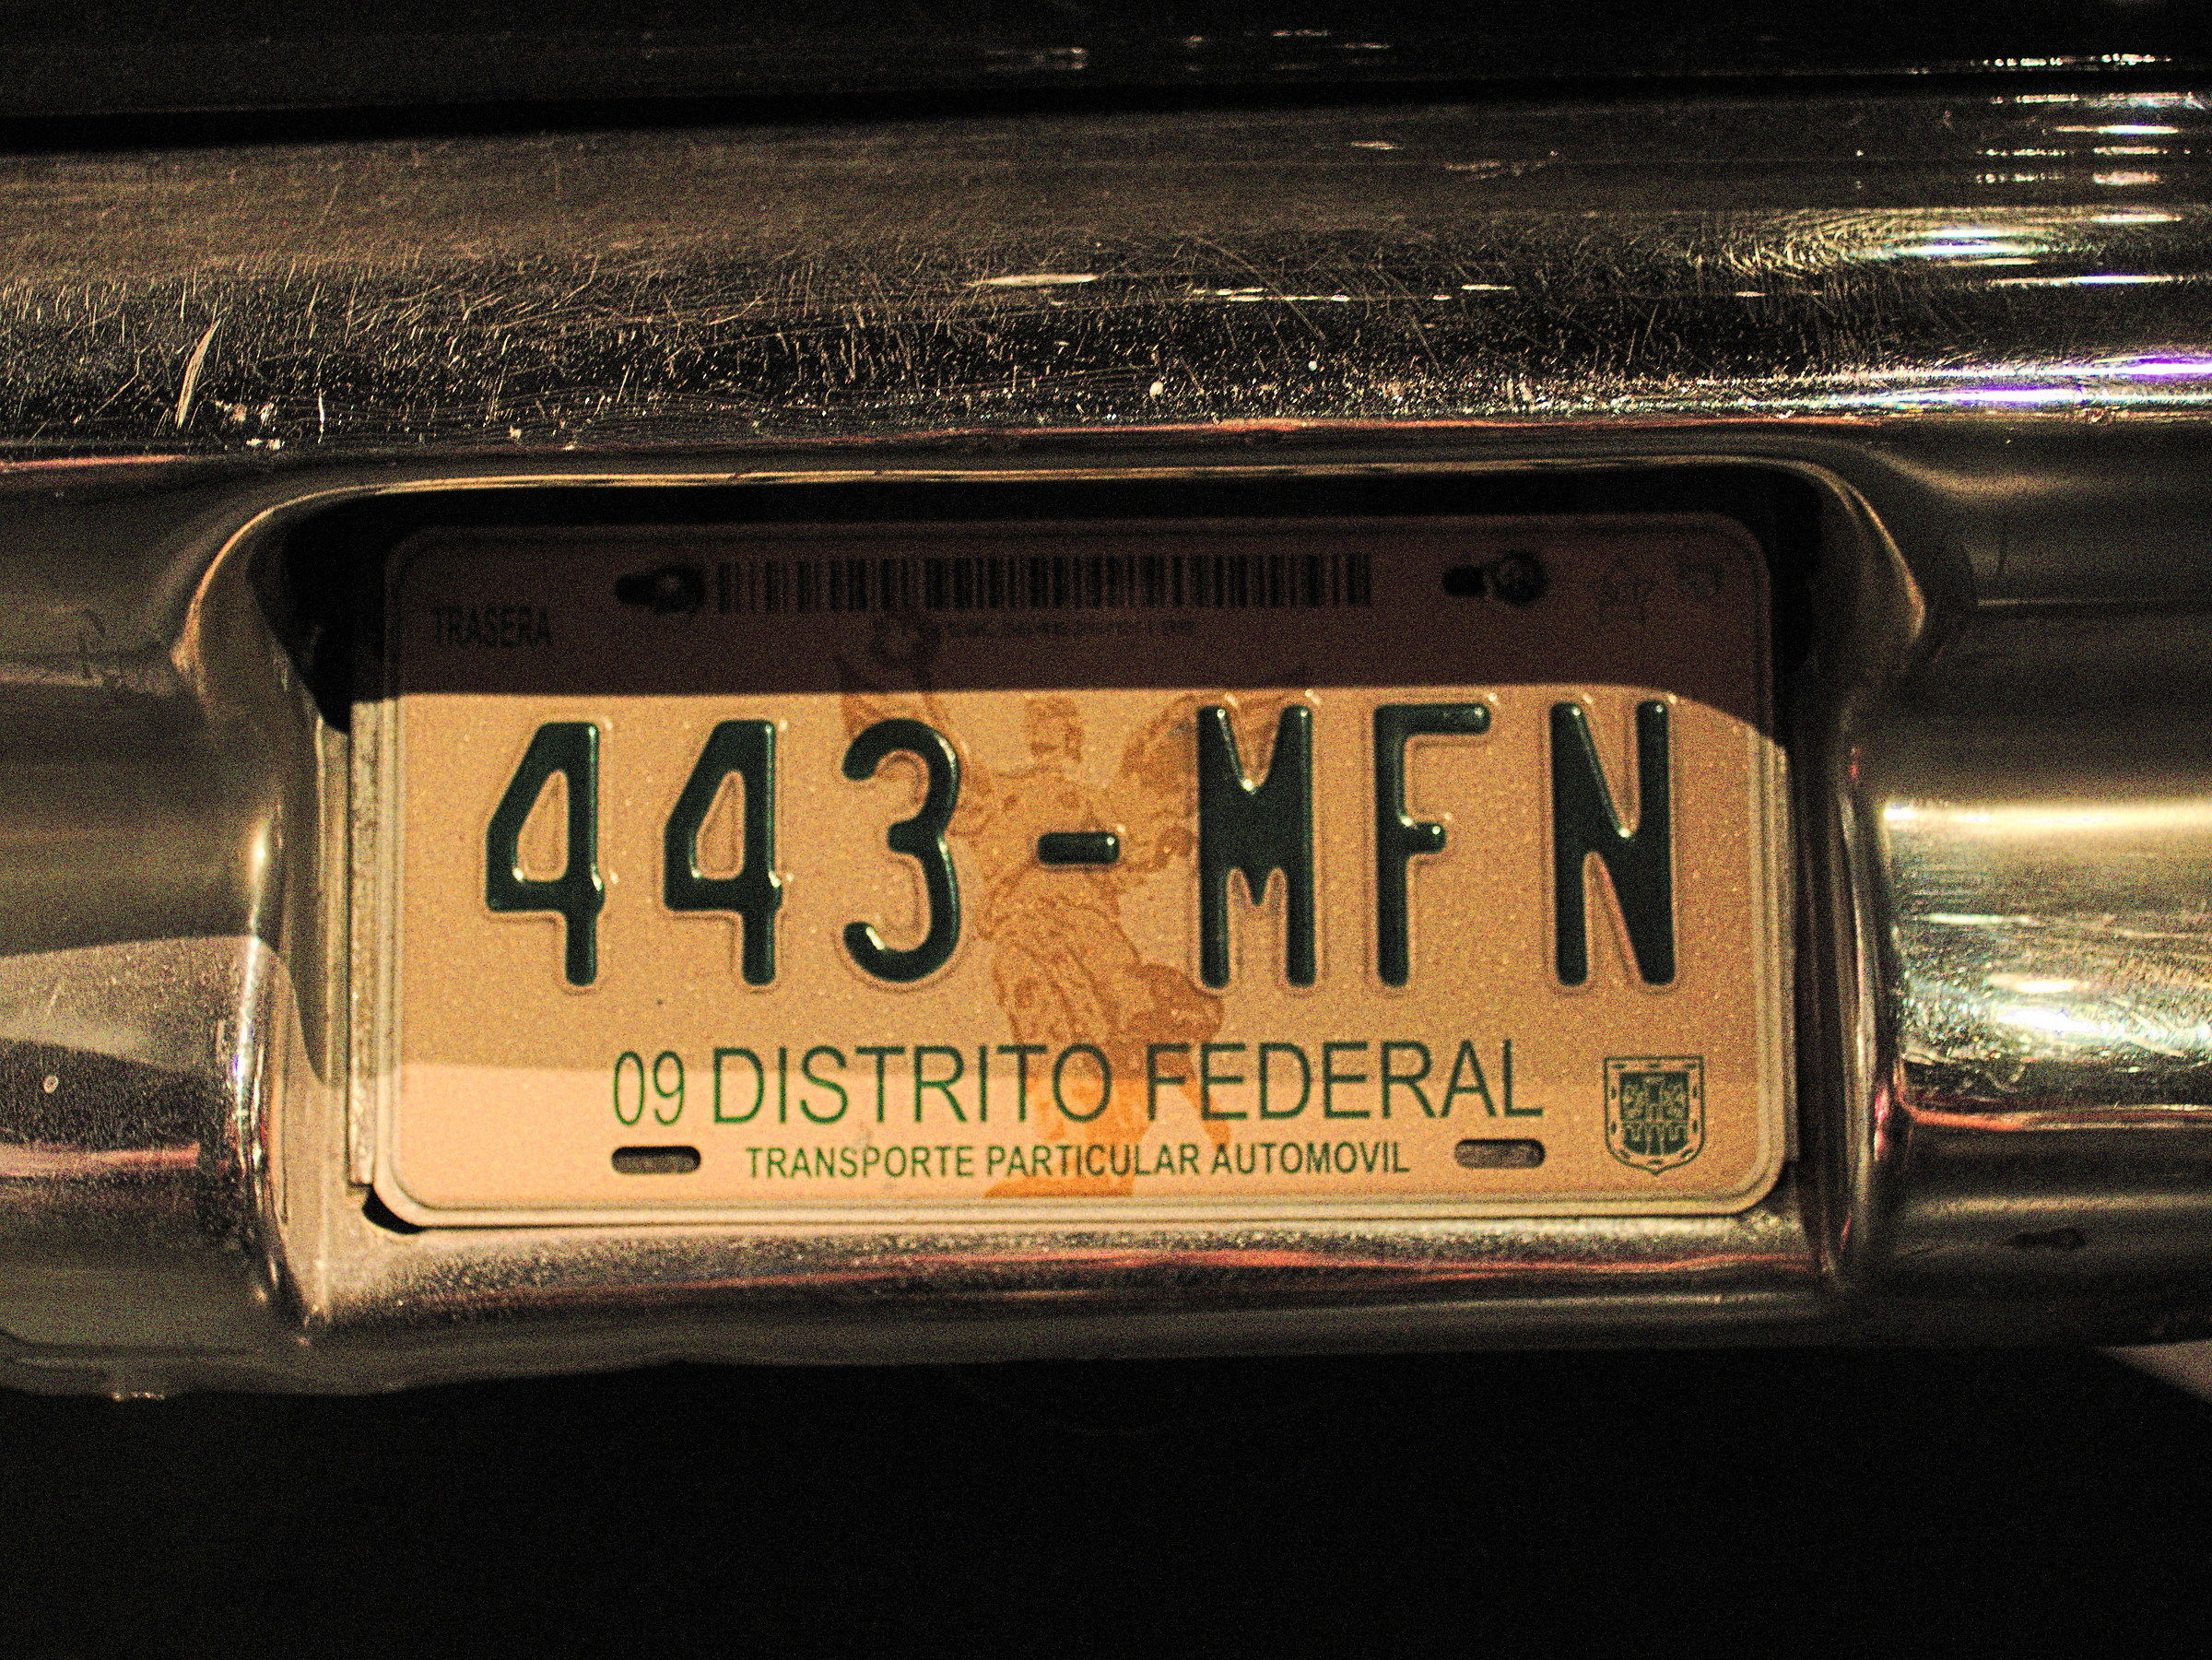 TRASERA
443-MFN
09 DISTRITO FEDERAL
TRANSPORTE PARTICULAR AUTOMOVIL